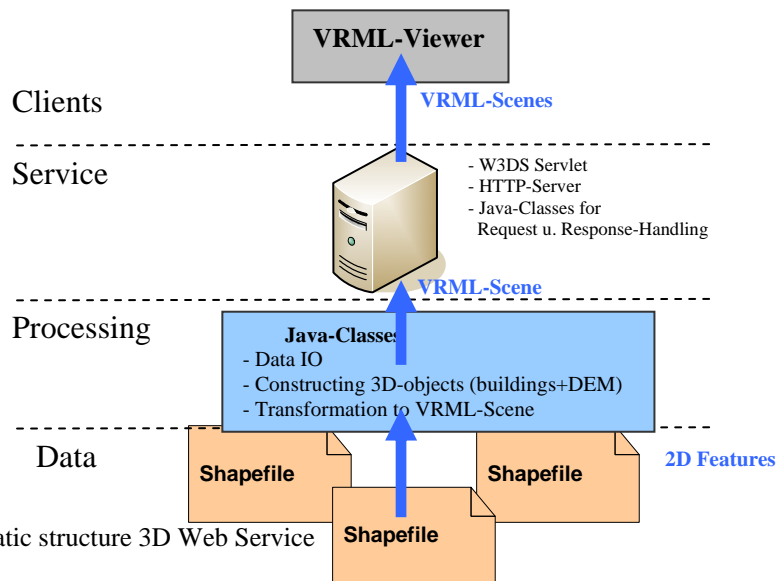 VRML-Viewer
VRML-Scenes
Clients
Service
- W3DS Servlet
- HTTP-Server
- Java-Classes for
Request u. Response-Handling
VRML-Scene
Processing
Java-Classes
- Data IO
- Constructing 3D-objects (buildings+DEM)
- Transformation to VRML-Scene
Data
2D Features
Shapefile
Shapefile
Shapefile
structure 3D Web Service